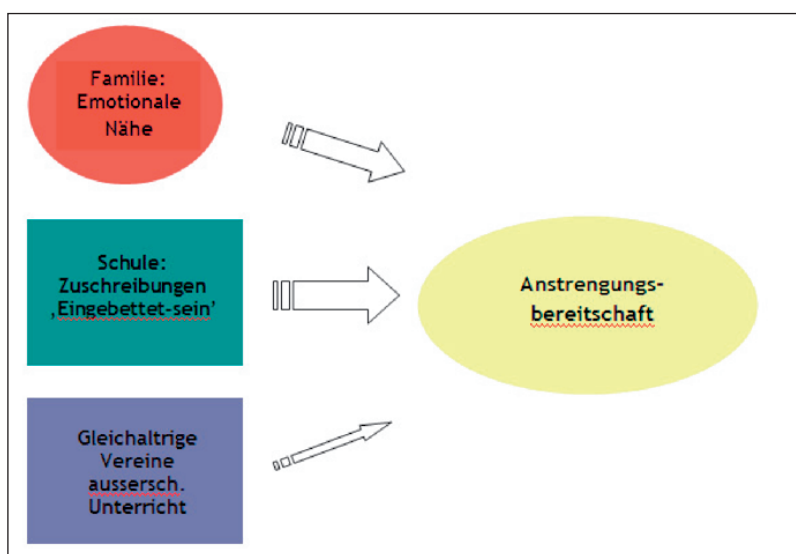 Familie:
Emotionale
Nähe
Schule:
Zuschreibungen
‚Eingebettet-sein’
Gleichaltrige
Vereine
aussersch.
Unterricht
Anstrengungs-
bereitschaft